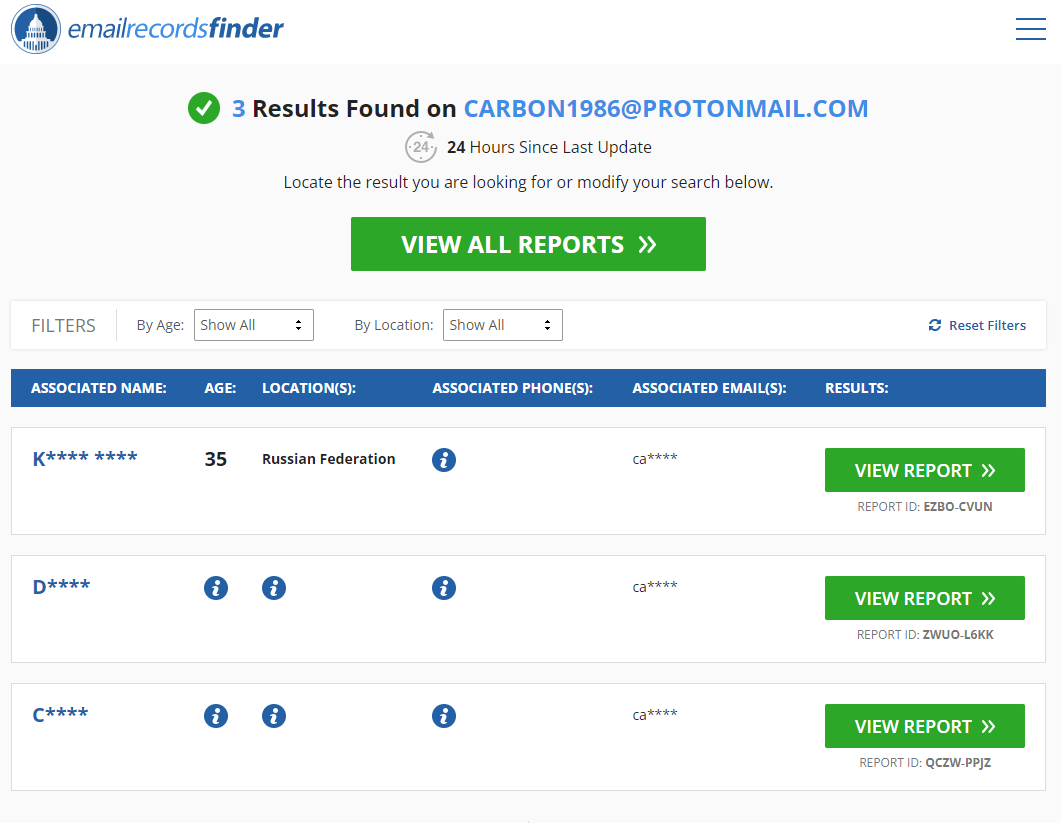 emailrecordsfinder
3 Results Found on CARBON1986@PROTONMAIL.COM
24 24 Hours Since Last Update
Locate the result you are looking for or modify your search below.
VIEW ALL REPORTS »
FILTERS By Age: Show All By Location: Show All Reset Filters
ASSOCIATED NAME: AGE: LOCATION(S): ASSOCIATED PHONE(S): ASSOCIATED EMAIL(S): RESULTS:
K**** **** 35 Russian Federation i ca**** VIEW REPORT »
REPORT ID: EZBO-CVUN
D**** i i i ca**** VIEW REPORT »
REPORT ID: ZWUO-L6KK
C**** i i i ca**** VIEW REPORT »
REPORT ID: QCZW-PPJZ